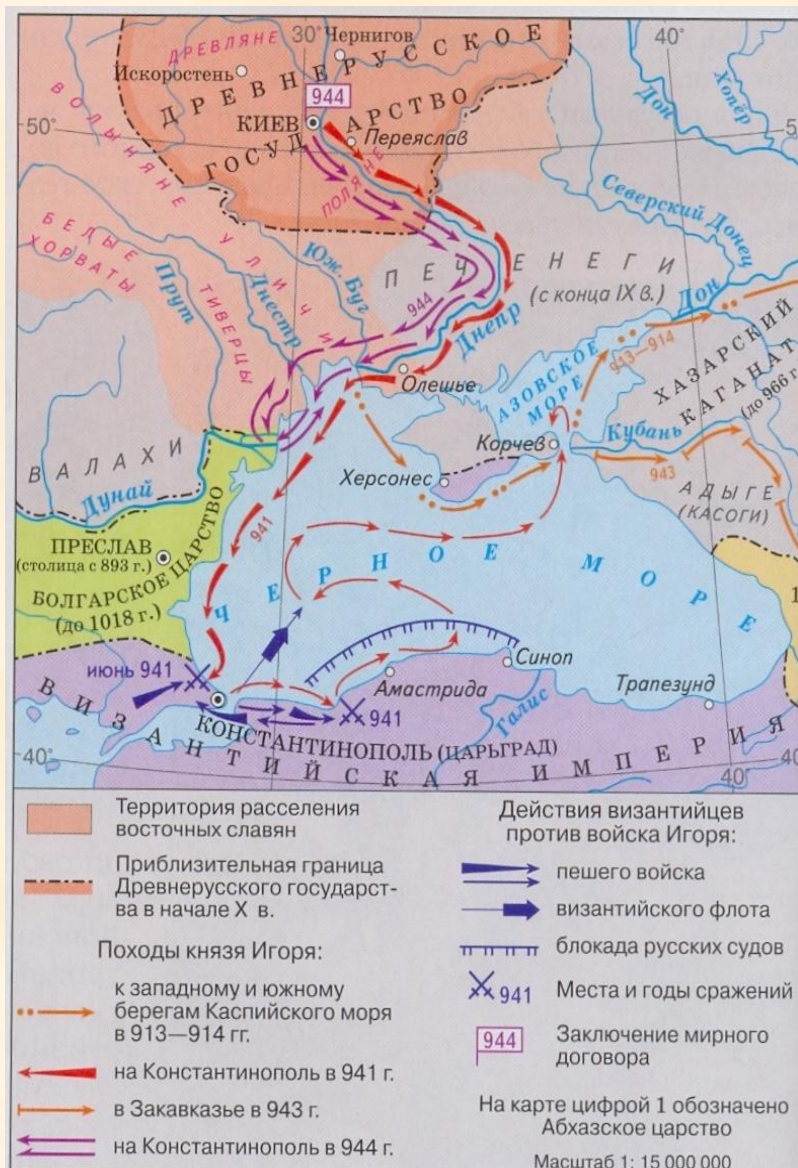 ДРЕВЛЯНЕ
30°
Чернигов
40°
Искоростень
ДРЕВНЕРУССКОЕ
ГОСУДАРСТВО
944
КИЕВ
Переяслав
50°
Дон
Хопёр
ВОЛЫНЯНЕ
ПОЛЯНЕ
Северский Донец
БЕЛЫЕ
ХОРВАТЫ
УЛИЧИ
ТИВЕРЦЫ
Прут
Днестр
Юж. Буг
ПЕЧЕНЕГИ
(с конца IX в.)
944
Днепр
Дон
913—914
Олешье
АЗОВСКОЕ
МОРЕ
ХАЗАРСКИЙ
КАГАНАТ
(до 966 г
ВАЛАХИ
Корчев
Кубань
943
Дунай
Херсонес
АДЫГЕ
(КАСОГИ)
941
ПРЕСЛАВ
(столица с 893 г.)
БОЛГАРСКОЕ ЦАРСТВО
(до 1018 г.)
ЧЕРНОЕ МОРЕ
1
июнь 941
Синоп
Амастрида
Трапезунд
941
Галис
КОНСТАНТИНОПОЛЬ (ЦАРЬГРАД)
ВИЗАНТИЙСКАЯ ИМПЕРИЯ
40°
40°
Территория расселения
восточных славян
Приблизительная граница
Древнерусского государст-
ва в начале X в.
Походы князя Игоря:
к западному и южному
берегам Каспийского моря
в 913—914 гг.
на Константинополь в 941 г.
в Закавказье в 943 г.
на Константинополь в 944 г.
Действия византийцев
против войска Игоря:
пешего войска
византийского флота
блокада русских судов
941
Места и годы сражений
944
Заключение мирного
договора
На карте цифрой 1 обозначено
Абхазское царство
Масштаб 1: 15 000 000